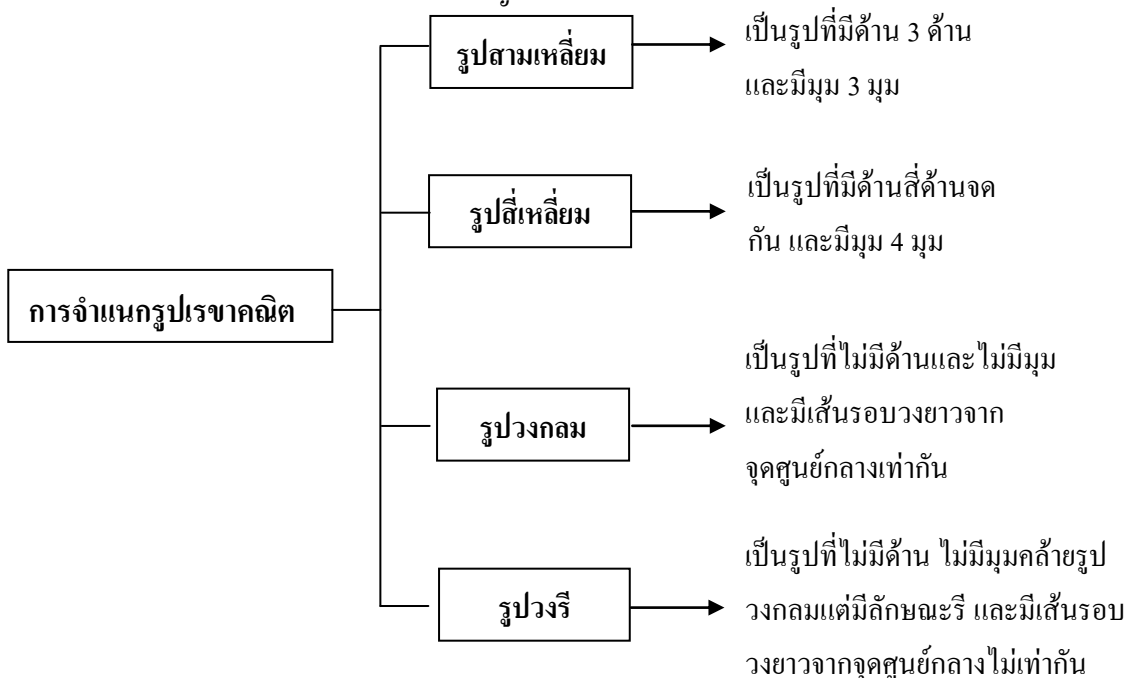 รูปสามเหลี่ยม
เป็นรูปที่มีด้าน 3 ด้าน
และมีมุม 3 มุม
รูปสี่เหลี่ยม
เป็นรูปที่มีด้านสี่ด้านจด
กัน และมีมุม 4 มุม
การจำแนกรูปเรขาคณิต
รูปวงกลม
เป็นรูปที่ไม่มีด้านและไม่มีมุม
และมีเส้นรอบวงยาวจาก
จุดศูนย์กลางเท่ากัน
รูปวงรี
เป็นรูปที่ไม่มีด้าน ไม่มีมุมคล้ายรูป
วงกลมแต่มีลักษณะรี และมีเส้นรอบ
วงยาวจากจุดศูนย์กลางไม่เท่ากัน